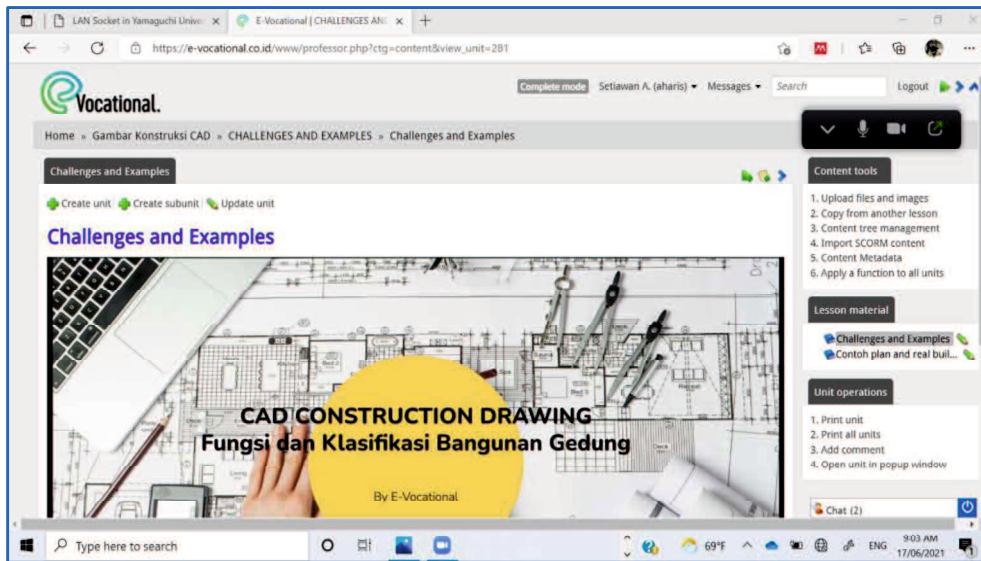 LAN Socket in Yamaguchi Univer
E-Vocational | CHALLENGES AND
https://e-vocational.co.id/www/professor.php?ctg=content&view_unit=281
Vocational.
Complete mode Setiawan A. (aharis) Messages Search Logout
Home » Gambar Konstruksi CAD » CHALLENGES AND EXAMPLES » Challenges and Examples
Challenges and Examples
Create unit Create subunit Update unit
Challenges and Examples
CAD CONSTRUCTION DRAWING
Fungsi dan Klasifikasi Bangunan Gedung
By E-Vocational
Content tools
1. Upload files and images
2. Copy from another lesson
3. Content tree management
4. Import SCORM content
5. Content Metadata
6. Apply a function to all units
Lesson material
Challenges and Examples
Contoh plan and real buil...
Unit operations
1. Print unit
2. Print all units
3. Add comment
4. Open unit in popup window
Chat (2)
Type here to search
69°F
ENG
9:03 AM
17/06/2021